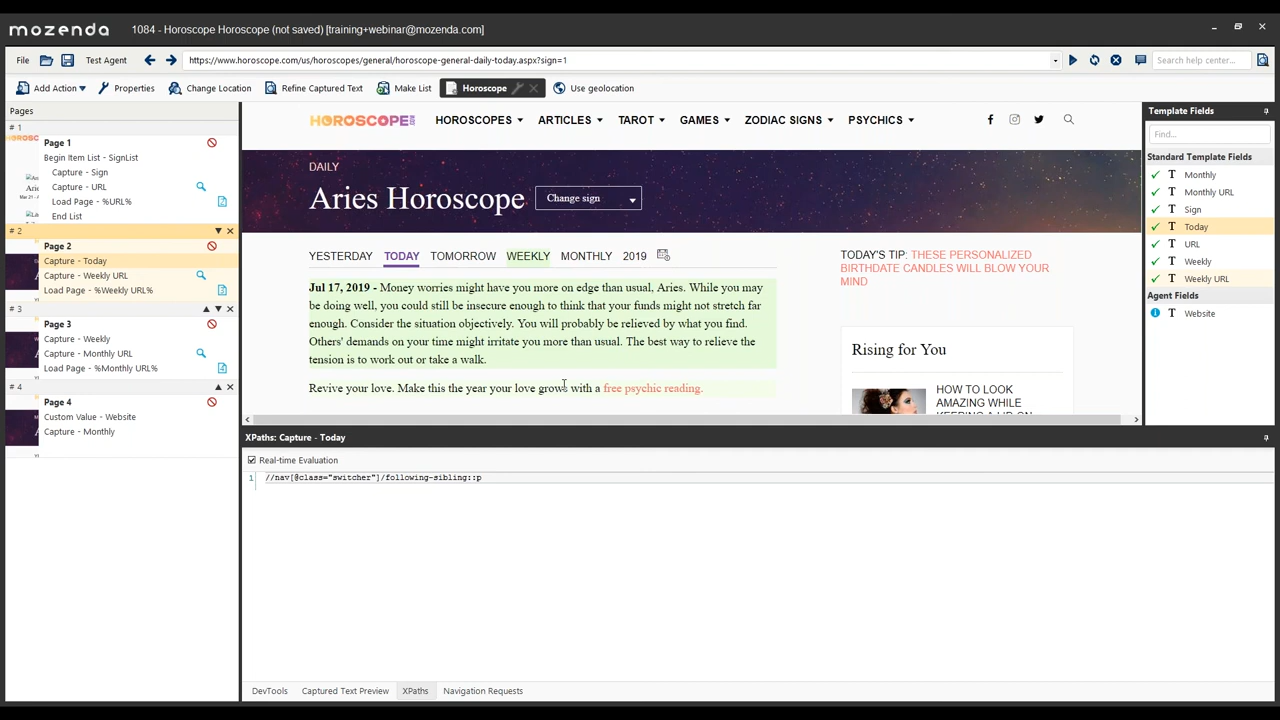 mozenda
1084 - Horoscope Horoscope (not saved) [training+webinar@mozenda.com]
File
Test Agent
https://www.horoscope.com/us/horoscopes/general/horoscope-general-daily-today.aspx?sign=1
Search help center...
Add Action
Properties
Change Location
Refine Captured Text
Make List
Horoscope
Use geolocation
Pages
# 1
Page 1
Begin Item List - SignList
Capture - Sign
Capture - URL
Load Page - %URL%
End List
# 2
Page 2
Capture - Today
Capture - Weekly URL
Load Page - %Weekly URL%
# 3
Page 3
Capture - Weekly
Capture - Monthly URL
Load Page - %Monthly URL%
# 4
Page 4
Custom Value - Website
Capture - Monthly
HOROSCOPE
HOROSCOPES
ARTICLES
TAROT
GAMES
ZODIAC SIGNS
PSYCHICS
DAILY
Aries Horoscope
Change sign
YESTERDAY
TODAY
TOMORROW
WEEKLY
MONTHLY
2019
Jul 17, 2019 - Money worries might have you more on edge than usual, Aries. While you may
be doing well, you could still be insecure enough to think that your funds might not stretch far
enough. Consider the situation objectively. You will probably be relieved by what you find.
Others' demands on your time might irritate you more than usual. The best way to relieve the
tension is to work out or take a walk.
Revive your love. Make this the year your love grows with a free psychic reading.
TODAY'S TIP: THESE PERSONALIZED
BIRTHDATE CANDLES WILL BLOW YOUR
MIND
Rising for You
HOW TO LOOK
AMAZING WHILE
KEEPING A LID ON
Template Fields
Find...
Standard Template Fields
Monthly
Monthly URL
Sign
Today
URL
Weekly
Weekly URL
Agent Fields
Website
XPaths: Capture - Today
Real-time Evaluation
1
//nav[@class="switcher"]/following-sibling::p
DevTools
Captured Text Preview
XPaths
Navigation Requests